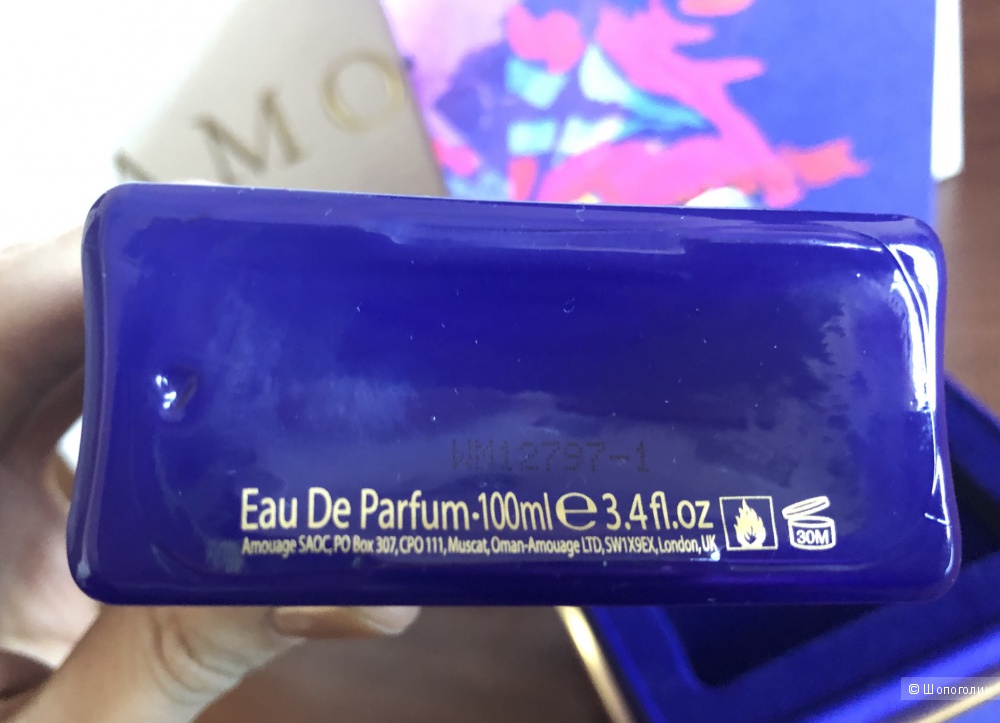 AMO
WM12797-1
Eau De Parfum·100ml ℮ 3.4 fl.oz
30M
Amouage SAOC, PO Box 307, CPO 111, Muscat, Oman-Amouage LTD, SW1X9EX, London, UK
© Шопоголик